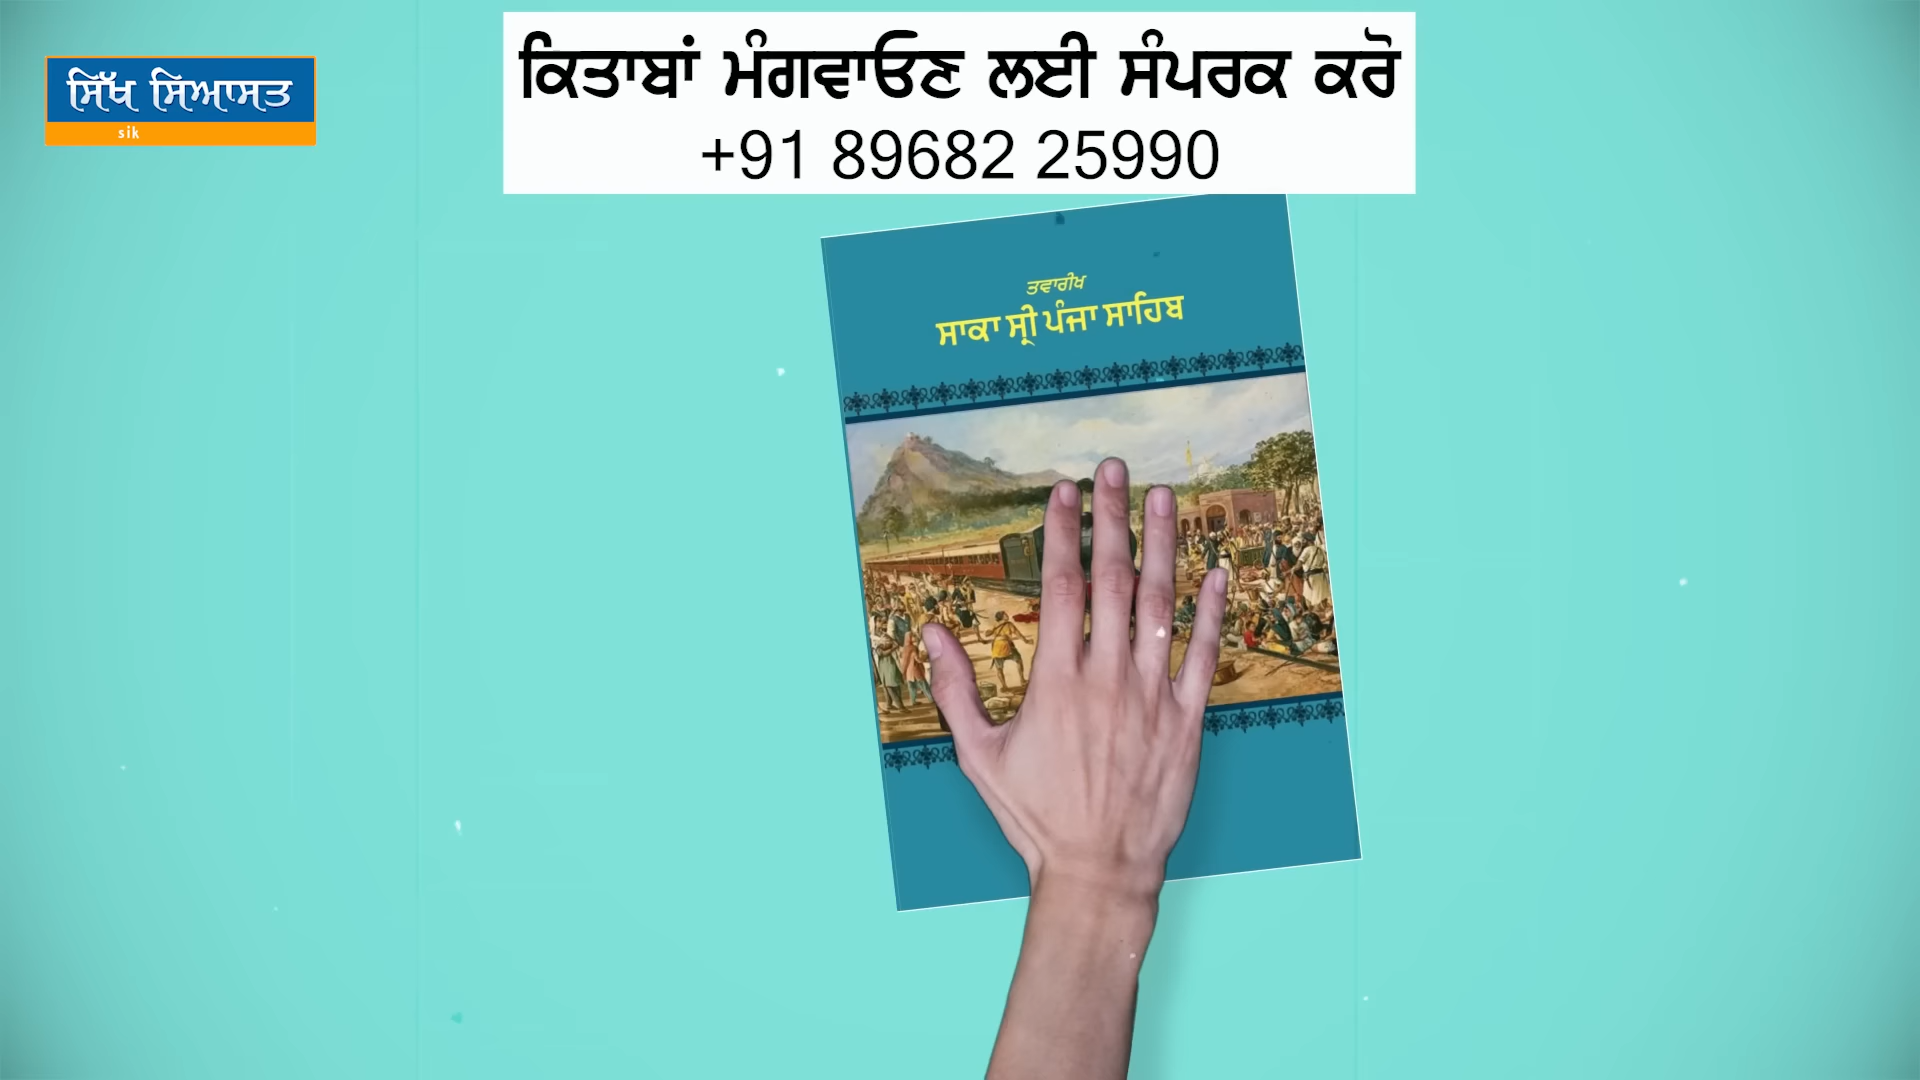 ਸਿੱਖ ਸਿਆਸਤ
sik
ਕਿਤਾਬਾਂ ਮੰਗਵਾਓਣ ਲਈ ਸੰਪਰਕ ਕਰੋ
+91 89682 25990
ਤਵਾਰੀਖ
ਸਾਕਾ ਸ੍ਰੀ ਪੰਜਾ ਸਾਹਿਬ